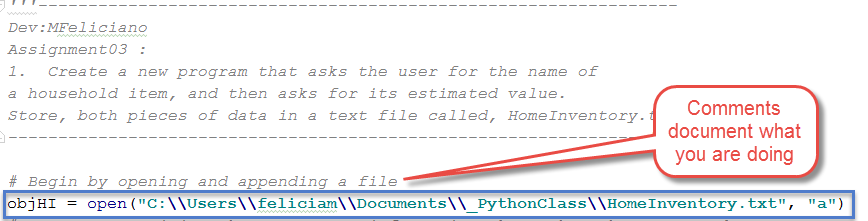 '''------------------------------------------------------
Dev:MFeliciano
Assignment03 :
1.  Create a new program that asks the user for the name of
a household item, and then asks for its estimated value.
Store, both pieces of data in a text file called, HomeInventory.t
------------------------------------------------------
Comments
document what
you are doing
# Begin by opening and appending a file
objHI = open("C:\\Users\\feliciam\\Documents\\_PythonClass\\HomeInventory.txt", "a")